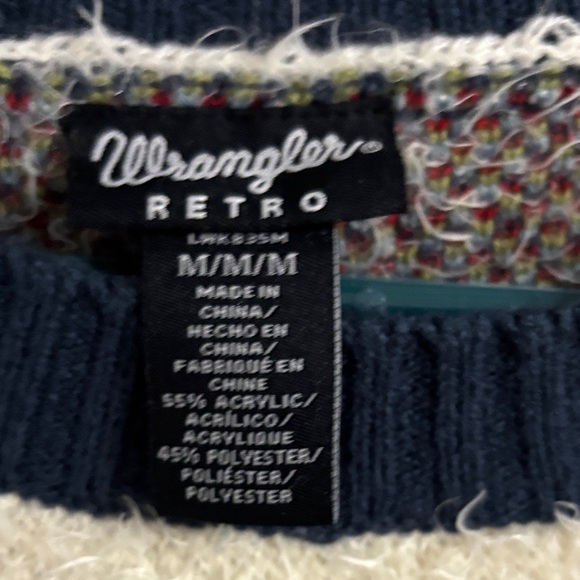 Wrangler®
RETRO
LWK835M
M/M/M
MADE IN
CHINA/
HECHO EN
CHINA/
FABRIQUÉ EN
CHINE
55% ACRYLIC/
ACRÍLICO/
ACRYLIQUE
45% POLYESTER/
POLIÉSTER/
POLYESTER